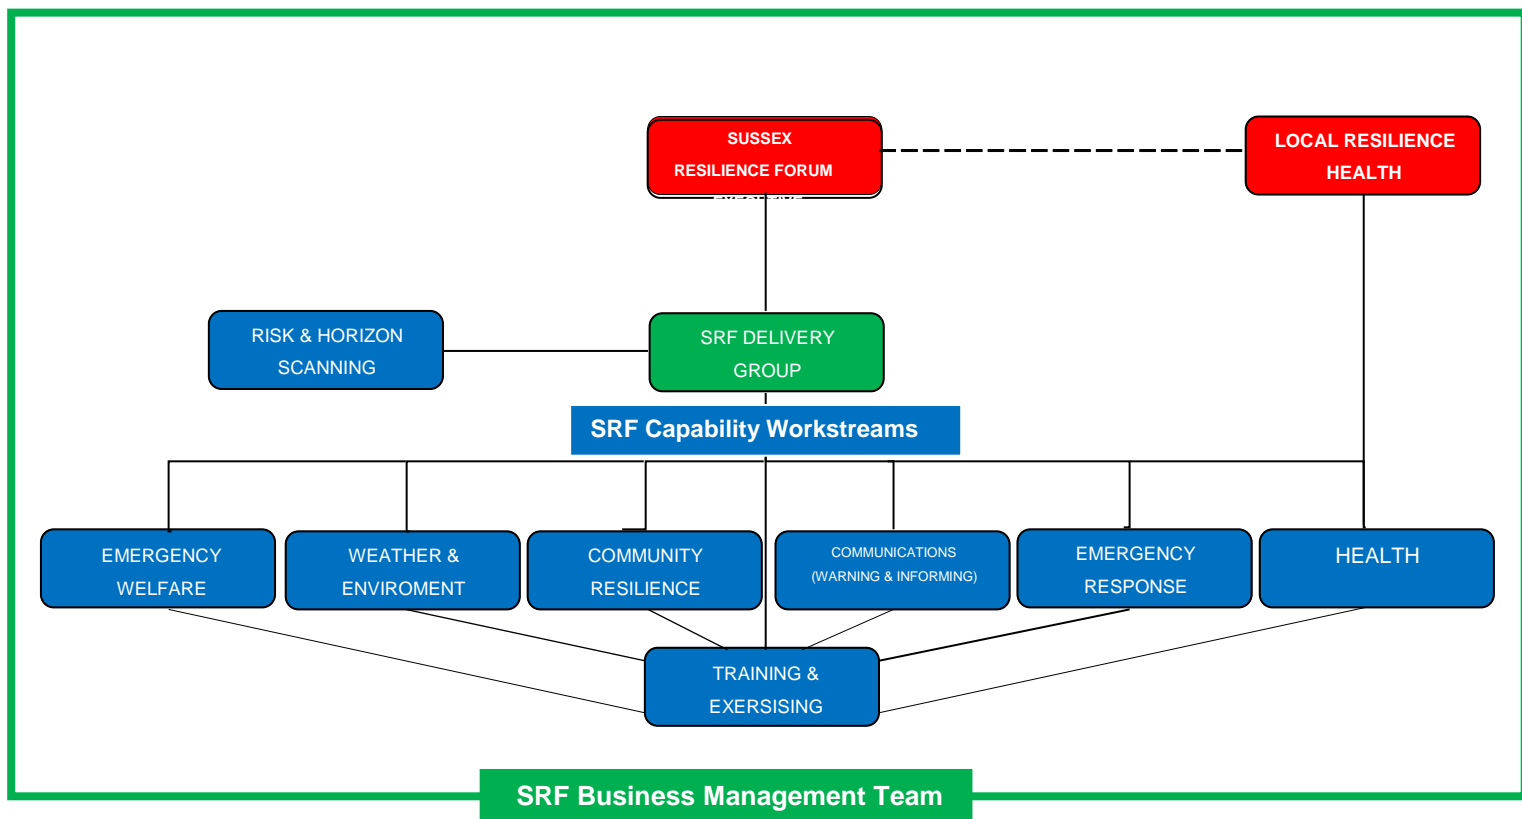 SUSSEX
RESILIENCE FORUM
EXECUTIVE
LOCAL RESILIENCE
HEALTH
RISK & HORIZON
SCANNING
SRF DELIVERY
GROUP
SRF Capability Workstreams
EMERGENCY
WELFARE
WEATHER &
ENVIROMENT
COMMUNITY
RESILIENCE
COMMUNICATIONS
(WARNING & INFORMING)
EMERGENCY
RESPONSE
HEALTH
TRAINING &
EXERSISING
SRF Business Management Team